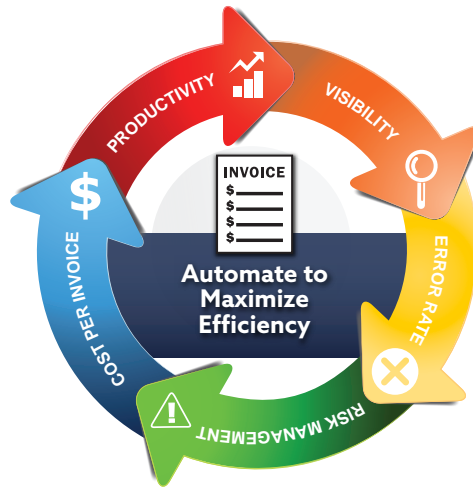 PRODUCTIVITY
VISIBILITY
ERROR RATE
RISK MANAGEMENT
COST PER INVOICE
$
INVOICE
$
$
$
$
Automate to
Maximize
Efficiency